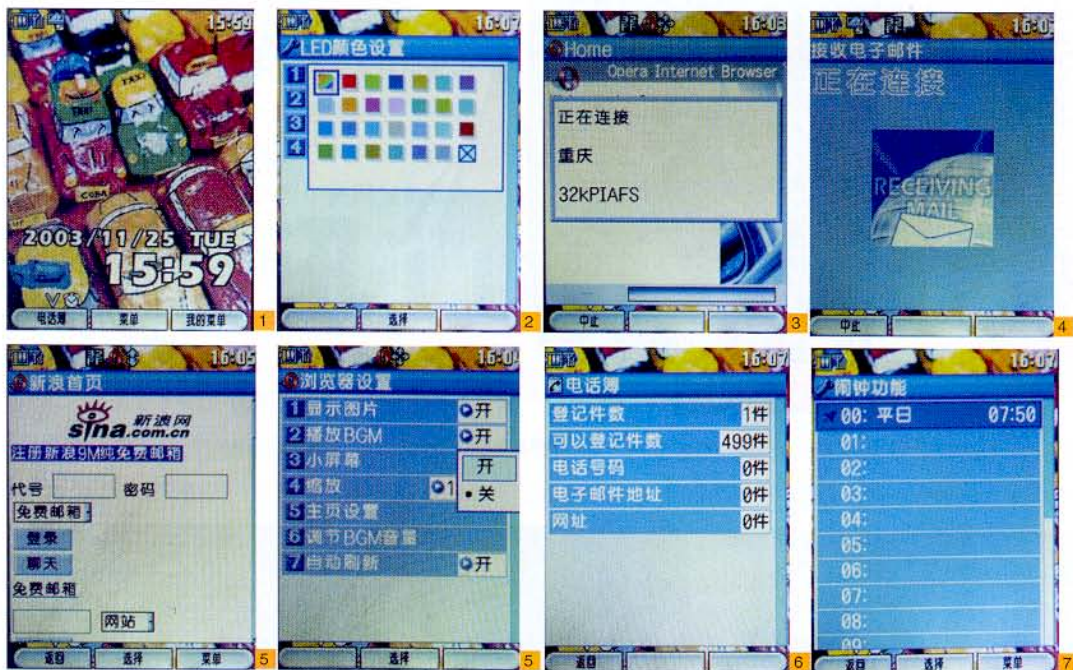 15:59
TAXI
TAXI
CUBA
2003/11/25 TUE
15:59
电话簿 菜单 我的菜单
1
16:07
LED颜色设置
1
2
3
4
选择
2
16:03
Home
Opera Internet Browser
正在连接
重庆
32kPIAFS
中止
3
16:0
接收电子邮件
正在连接
RECEIVING
MAIL
中止
4
16:05
新浪首页
sina 新浪网
.com.cn
注册新浪9M纯免费邮箱
代号 密码
免费邮箱
登录
聊天
免费邮箱
网站
返回 选择 菜单
5
16:0
浏览器设置
1 显示图片 开
2 播放BGM 开
3 小屏幕 开
4 缩放 1 关
5 主页设置
6 调节BGM音量
7 自动刷新 开
选择
5
16:07
电话簿
登记件数 1件
可以登记件数 499件
电话号码 0件
电子邮件地址 0件
网址 0件
返回
6
16:07
闹钟功能
00: 平日 07:50
01:
02:
03:
04:
05:
06:
07:
08:
09:
返回 选择 菜单
7